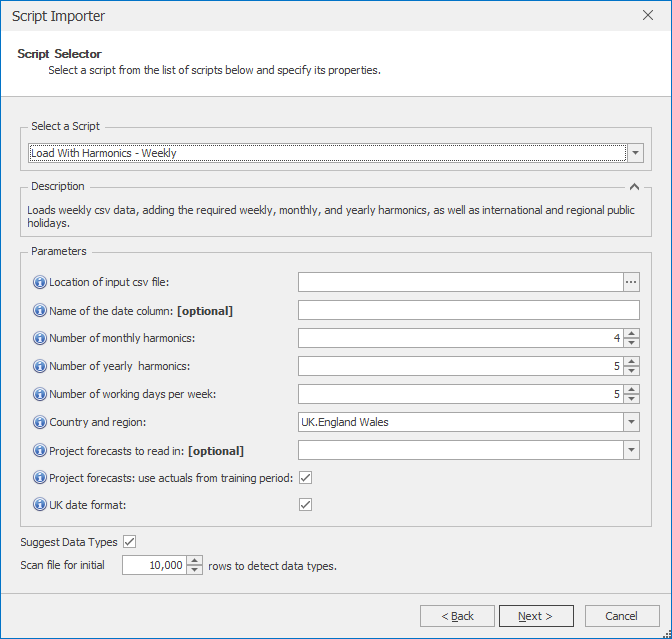 Script Importer
Script Selector
Select a script from the list of scripts below and specify its properties.
Select a Script
Load With Harmonics - Weekly
Description
Loads weekly csv data, adding the required weekly, monthly, and yearly harmonics, as well as international and regional public
holidays.
Parameters
Location of input csv file: ...
Name of the date column: [optional]
Number of monthly harmonics: 4
Number of yearly harmonics: 5
Number of working days per week: 5
Country and region: UK.England Wales
Project forecasts to read in: [optional]
Project forecasts: use actuals from training period:
UK date format:
Suggest Data Types
Scan file for initial 10,000 rows to detect data types.
< Back Next > Cancel